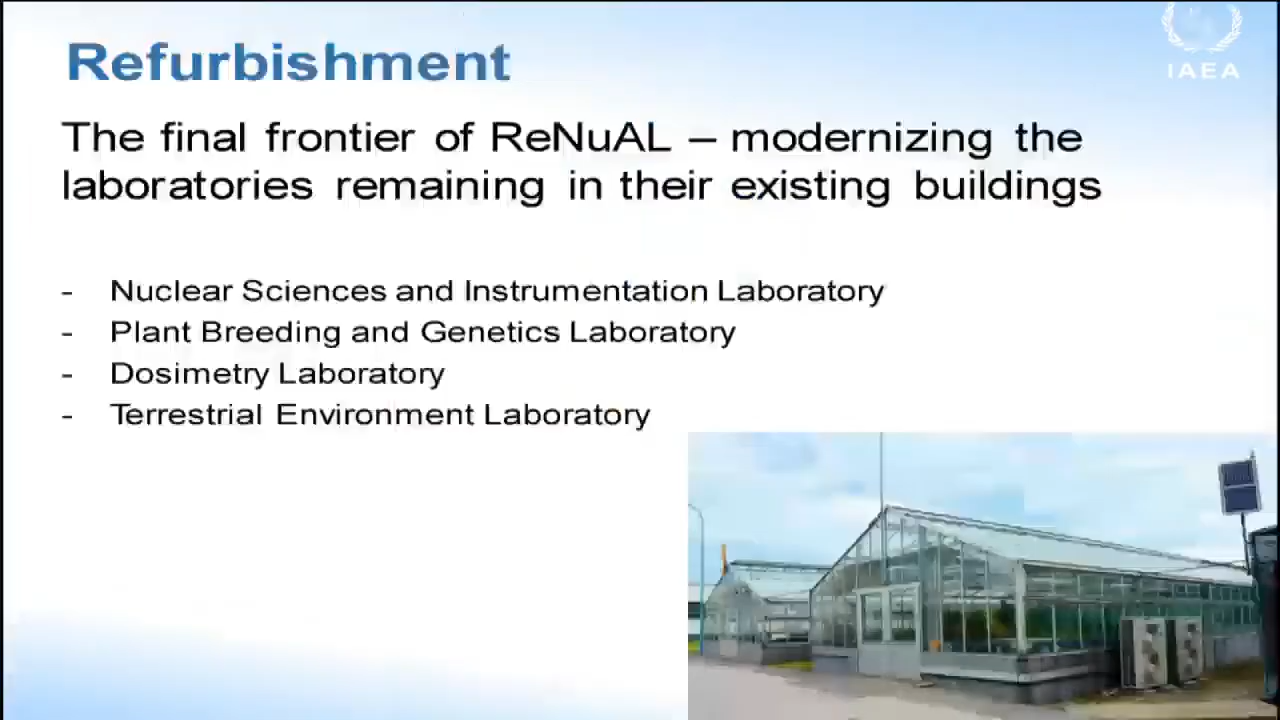 Refurbishment
IAEA
The final frontier of ReNuAL – modernizing the
laboratories remaining in their existing buildings
- Nuclear Sciences and Instrumentation Laboratory
- Plant Breeding and Genetics Laboratory
- Dosimetry Laboratory
- Terrestrial Environment Laboratory